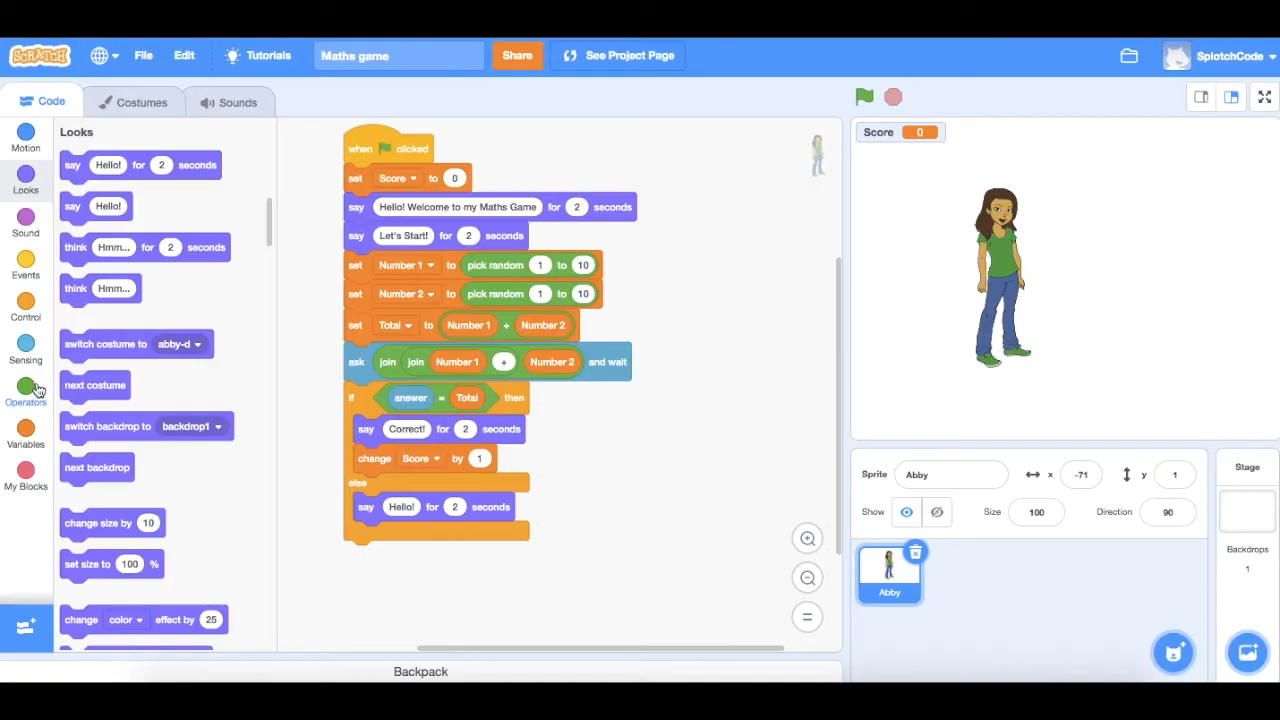 SCRATCH File Edit Tutorials Maths game Share See Project Page SplotchCode
Code Costumes Sounds
Motion
Looks
Sound
Events
Control
Sensing
Operators
Variables
My Blocks
Looks
say Hello! for 2 seconds
say Hello!
think Hmm... for 2 seconds
think Hmm...
switch costume to abby-d
next costume
switch backdrop to backdrop1
next backdrop
change size by 10
set size to 100 %
change color effect by 25
when clicked
set Score to 0
say Hello! Welcome to my Maths Game for 2 seconds
say Let's Start! for 2 seconds
set Number 1 to pick random 1 to 10
set Number 2 to pick random 1 to 10
set Total to Number 1 + Number 2
ask join join Number 1 + Number 2 and wait
if answer = Total then
say Correct! for 2 seconds
change Score by 1
else
say Hello! for 2 seconds
Backpack
Score 0
Sprite Abby x -71 y 1
Show Size 100 Direction 90
Abby
Stage
Backdrops
1